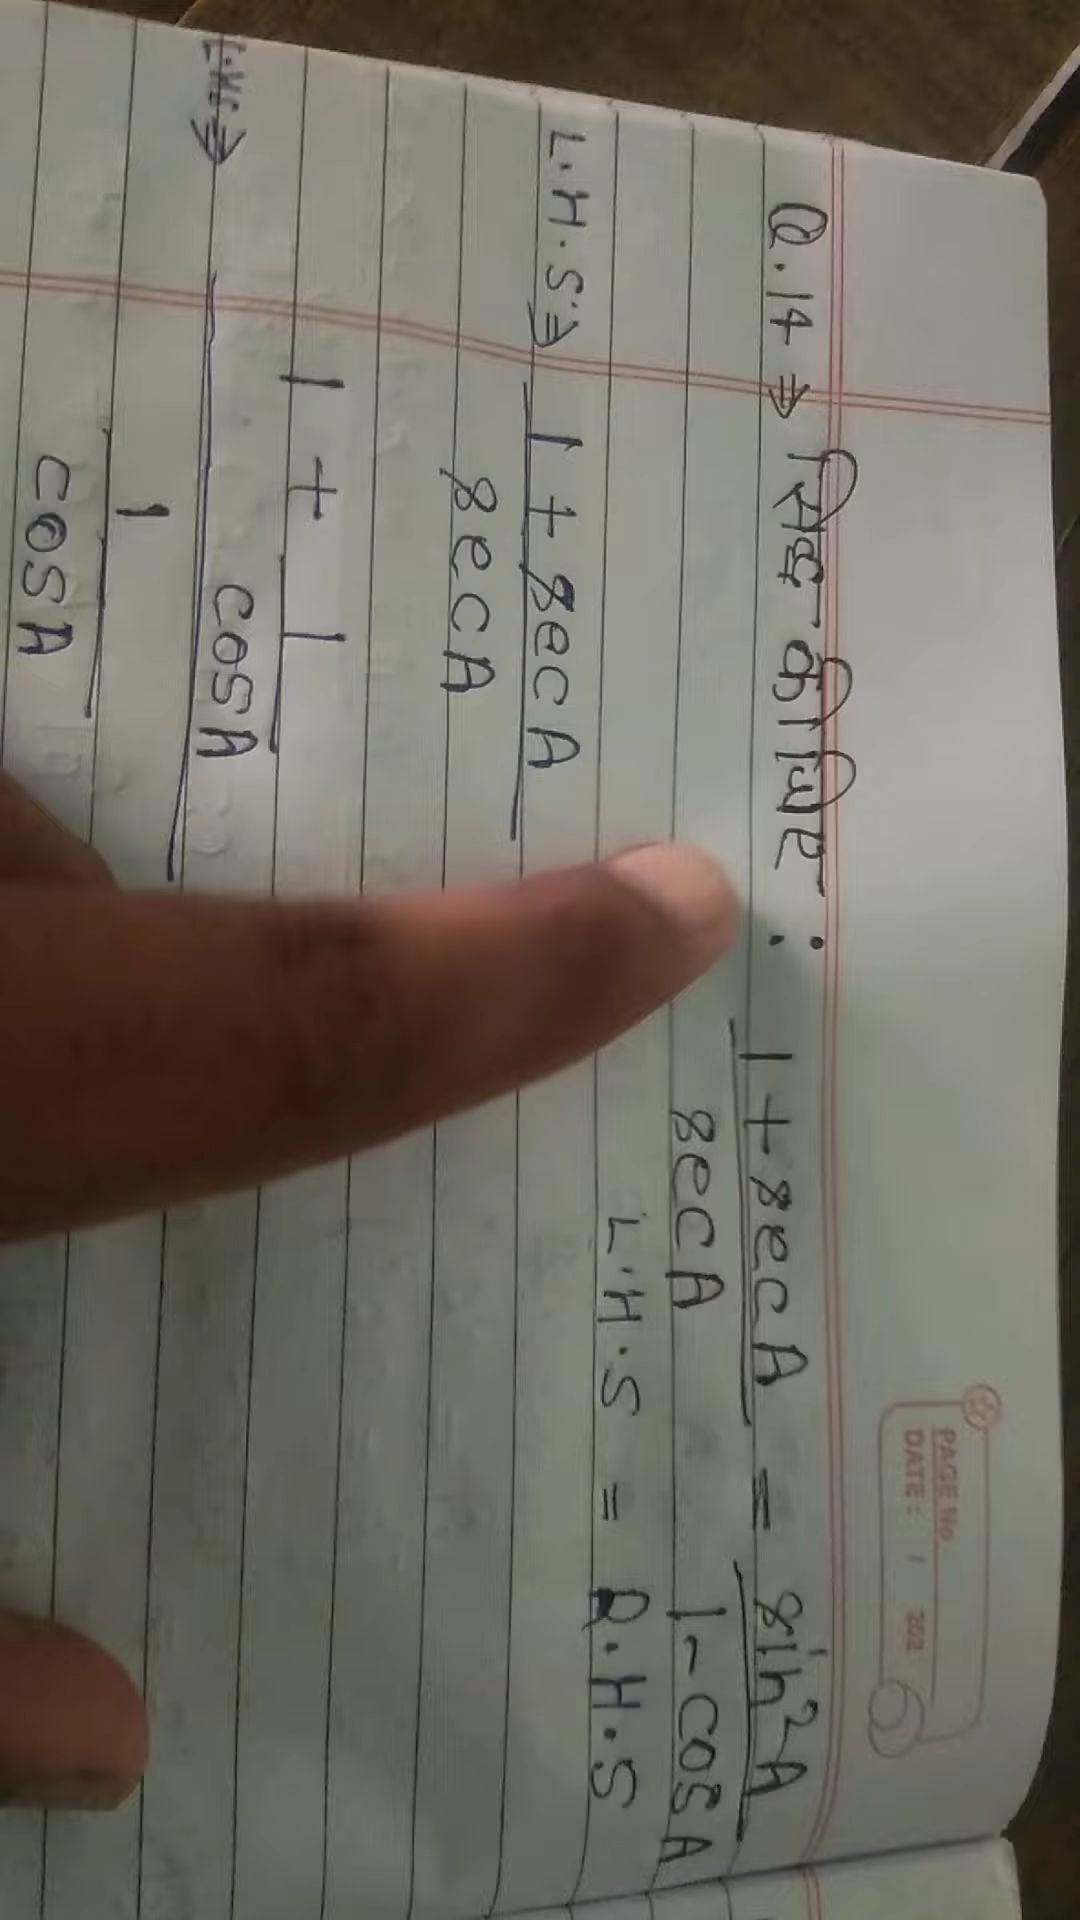 PAGE No.
DATE: / 202
Q.14 ⇒ सिद्ध कीजिए : 1 + secA = sin²A
secA 1 - cosA
L.H.S = R.H.S
L.H.S ⇒ 1 + secA
secA
1 + 1
cosA
L.H.S ⇒
1
cosA